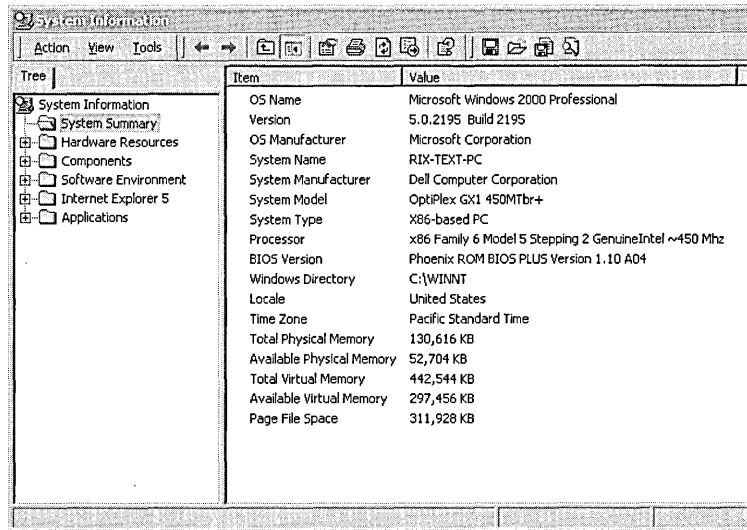 System Information
Action View Tools
Tree
System Information
System Summary
Hardware Resources
Components
Software Environment
Internet Explorer 5
Applications
Item Value
OS Name Microsoft Windows 2000 Professional
Version 5.0.2195 Build 2195
OS Manufacturer Microsoft Corporation
System Name RIX-TEXT-PC
System Manufacturer Dell Computer Corporation
System Model OptiPlex GX1 450MTbr+
System Type X86-based PC
Processor x86 Family 6 Model 5 Stepping 2 GenuineIntel ~450 Mhz
BIOS Version Phoenix ROM BIOS PLUS Version 1.10 A04
Windows Directory C:\WINNT
Locale United States
Time Zone Pacific Standard Time
Total Physical Memory 130,616 KB
Available Physical Memory 52,704 KB
Total Virtual Memory 442,544 KB
Available Virtual Memory 297,456 KB
Page File Space 311,928 KB